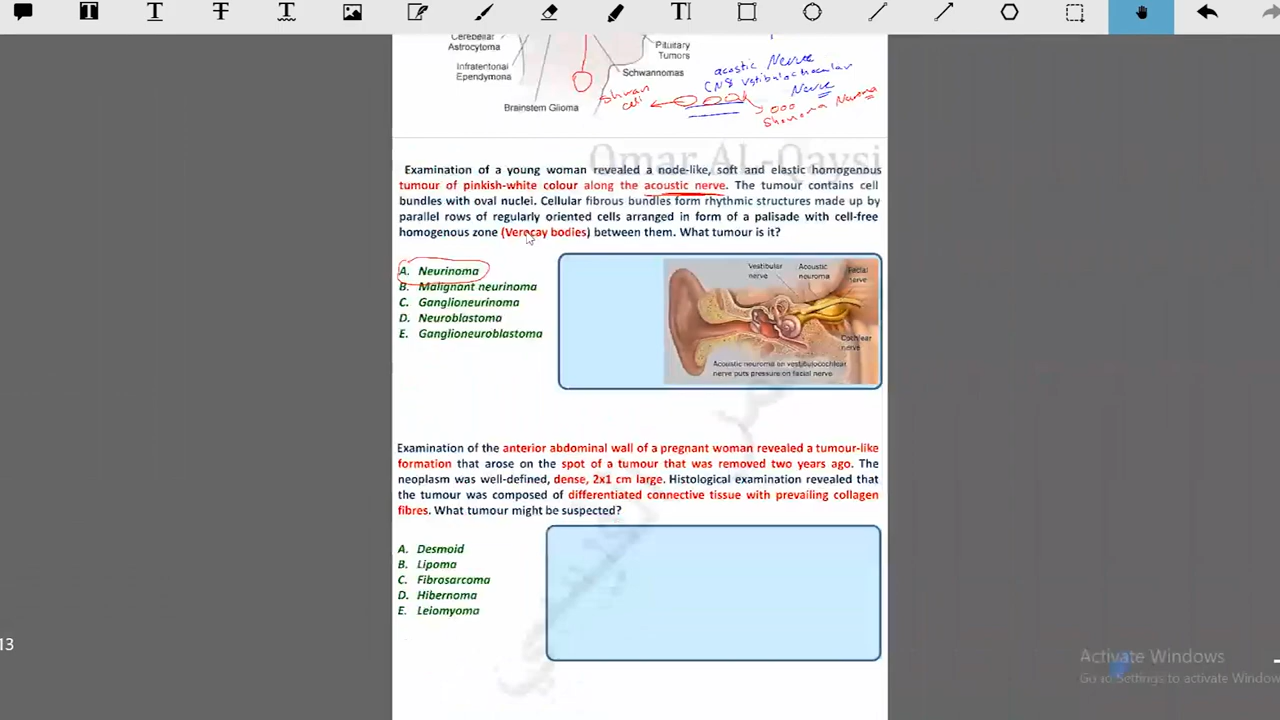 Cerebellar
Astrocytoma
Infratentorial
Ependymona
Brainstem Glioma
Pituitary
Tumors
Schwannomas
acostic Nerve
CN8 Vstibulochocular
Nerve
Shwan
cell
Shonoma Neuroma
Omar AL-Qaysi
Examination of a young woman revealed a node-like, soft and elastic homogenous
tumour of pinkish-white colour along the acoustic nerve. The tumour contains cell
bundles with oval nuclei. Cellular fibrous bundles form rhythmic structures made up by
parallel rows of regularly oriented cells arranged in form of a palisade with cell-free
homogenous zone (Verocay bodies) between them. What tumour is it?
A. Neurinoma
B. Malignant neurinoma
C. Ganglioneurinoma
D. Neuroblastoma
E. Ganglioneuroblastoma
Vestibular
nerve
Acoustic
neuroma
Facial
nerve
Cochlear
nerve
Acoustic neuroma on vestibulocochlear
nerve puts pressure on facial nerve
Examination of the anterior abdominal wall of a pregnant woman revealed a tumour-like
formation that arose on the spot of a tumour that was removed two years ago. The
neoplasm was well-defined, dense, 2x1 cm large. Histological examination revealed that
the tumour was composed of differentiated connective tissue with prevailing collagen
fibres. What tumour might be suspected?
A. Desmoid
B. Lipoma
C. Fibrosarcoma
D. Hibernoma
E. Leiomyoma
13
Activate Windows
Go to Settings to activate Window